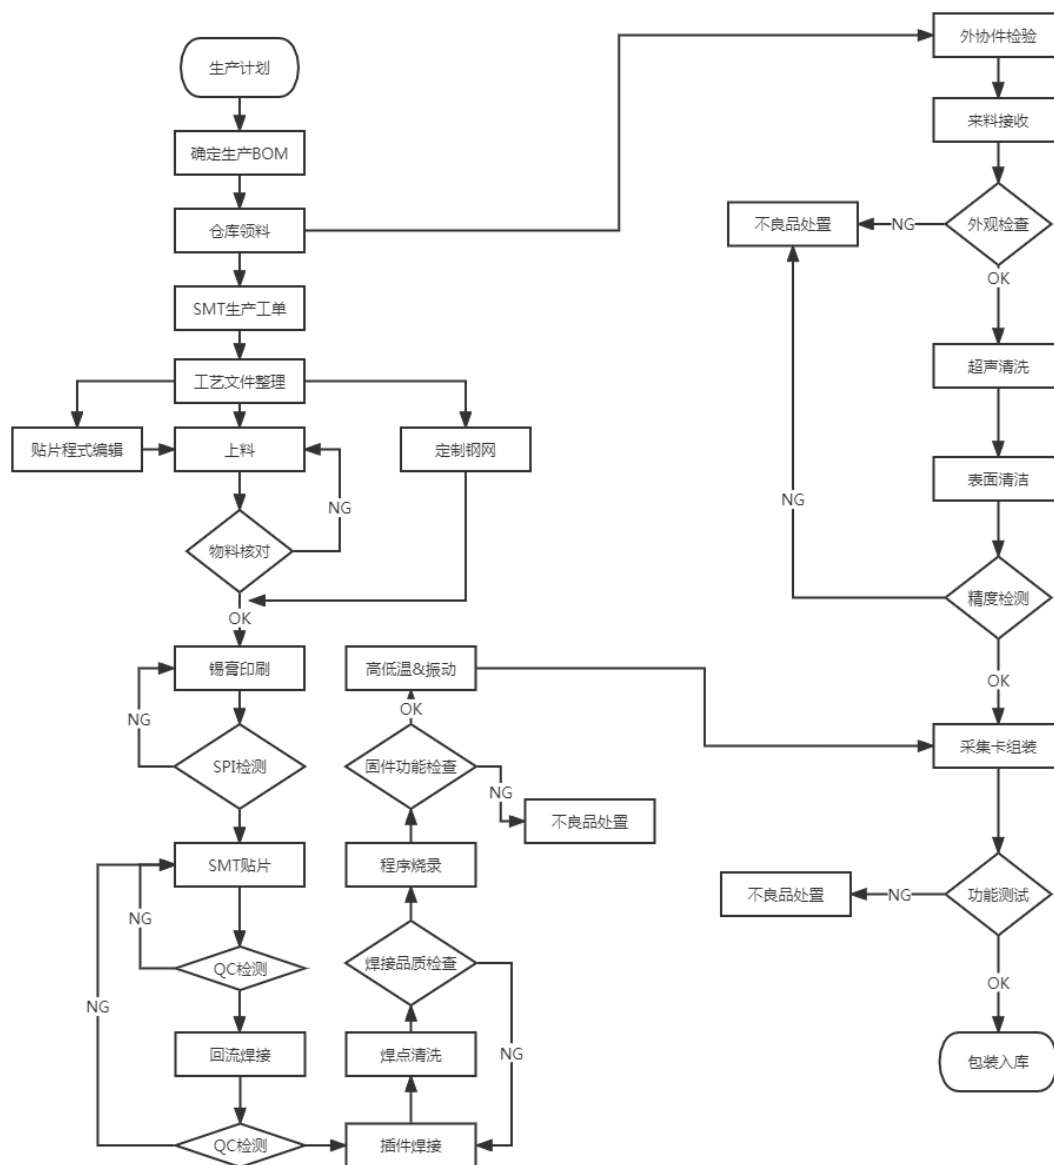 生产计划
确定生产BOM
仓库领料
SMT生产工单
工艺文件整理
贴片程式编辑
上料
定制钢网
NG
物料核对
OK
锡膏印刷
NG
SPI检测
SMT贴片
NG
QC检测
NG
回流焊接
QC检测
插件焊接
焊点清洗
NG
焊接品质检查
程序烧录
固件功能检查
NG
不良品处置
OK
高低温&振动
外协件检验
来料接收
外观检查
NG
不良品处置
OK
超声清洗
表面清洁
NG
精度检测
OK
采集卡组装
功能测试
NG
不良品处置
OK
包装入库